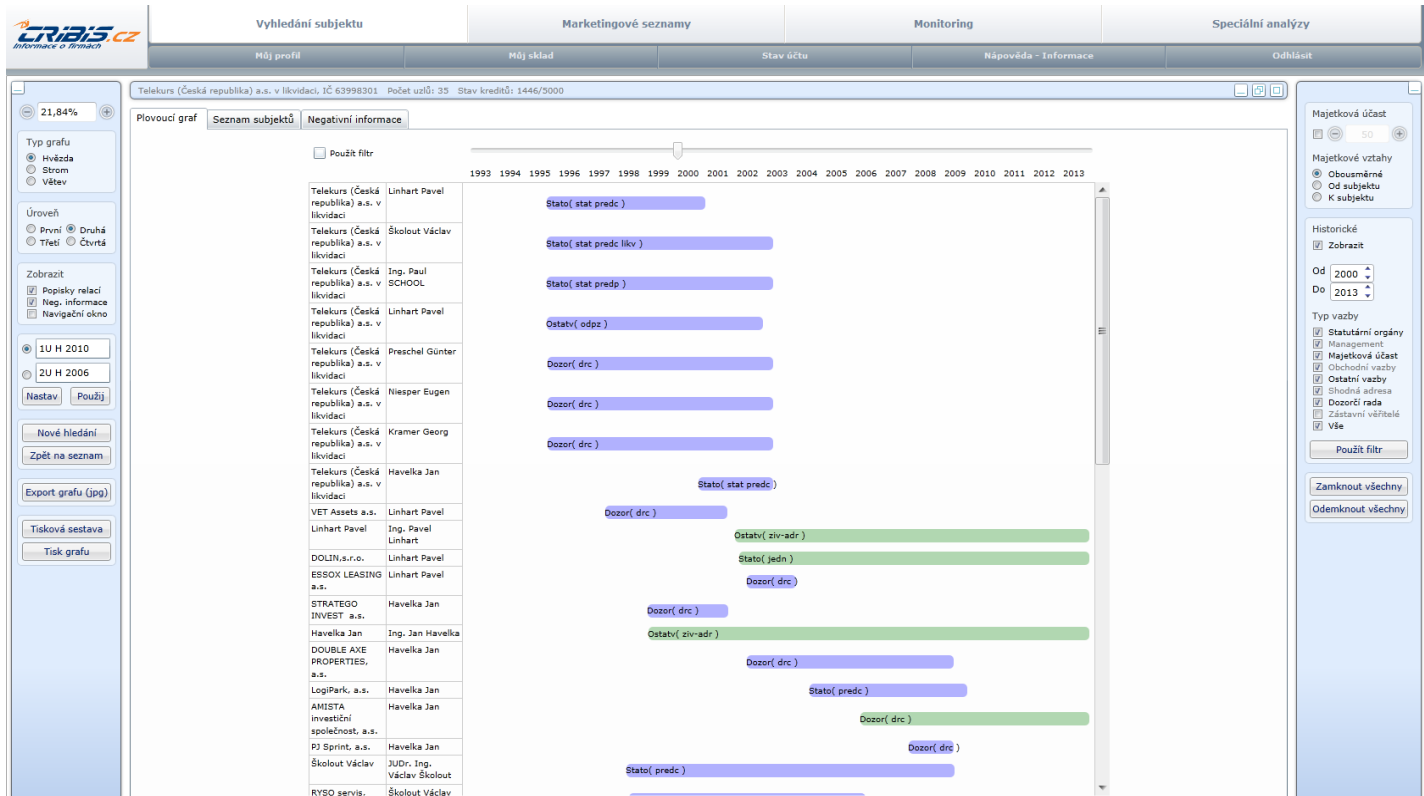 CRiBiS.cz
Informace o firmách
Vyhledání subjektu
Marketingové seznamy
Monitoring
Speciální analýzy
Můj profil
Můj sklad
Stav účtu
Nápověda - Informace
Odhlásit
21,84%
Typ grafu
Hvězda
Strom
Větev
Úroveň
První Druhá
Třetí Čtvrtá
Zobrazit
Popisky relací
Neg. informace
Navigační okno
1U H 2010
2U H 2006
Nastav Použij
Nové hledání
Zpět na seznam
Export grafu (jpg)
Tisková sestava
Tisk grafu
Telekurs (Česká republika) a.s. v likvidaci, IČ 63998301 Počet uzlů: 35 Stav kreditů: 1446/5000
Plovoucí graf Seznam subjektů Negativní informace
Použít filtr
1993 1994 1995 1996 1997 1998 1999 2000 2001 2002 2003 2004 2005 2006 2007 2008 2009 2010 2011 2012 2013
Telekurs (Česká Linhart Pavel
republika) a.s. v
likvidaci
Stato( stat predc )
Telekurs (Česká Školout Václav
republika) a.s. v
likvidaci
Stato( stat predc likv )
Telekurs (Česká Ing. Paul
republika) a.s. v SCHOOL
likvidaci
Stato( stat predp )
Telekurs (Česká Linhart Pavel
republika) a.s. v
likvidaci
Ostatv( odpz )
Telekurs (Česká Preschel Günter
republika) a.s. v
likvidaci
Dozor( drc )
Telekurs (Česká Niesper Eugen
republika) a.s. v
likvidaci
Dozor( drc )
Telekurs (Česká Kramer Georg
republika) a.s. v
likvidaci
Dozor( drc )
Telekurs (Česká Havelka Jan
republika) a.s. v
likvidaci
Stato( stat predc )
VET Assets a.s. Linhart Pavel
Dozor( drc )
Linhart Pavel Ing. Pavel
Linhart
Ostatv( ziv-adr )
DOLIN,s.r.o. Linhart Pavel
Stato( jedn )
ESSOX LEASING Linhart Pavel
a.s.
Dozor( drc )
STRATEGO Havelka Jan
INVEST a.s.
Dozor( drc )
Havelka Jan Ing. Jan Havelka
Ostatv( ziv-adr )
DOUBLE AXE Havelka Jan
PROPERTIES,
a.s.
Dozor( drc )
LogiPark, a.s. Havelka Jan
Stato( predc )
AMISTA Havelka Jan
investiční
společnost, a.s.
Dozor( drc )
PJ Sprint, a.s. Havelka Jan
Dozor( drc )
Školout Václav JUDr. Ing.
Václav Školout
Stato( predc )
RYSO servis, Školout Václav
Majetková účast
50
Majetkové vztahy
Obousměrné
Od subjektu
K subjektu
Historické
Zobrazit
Od 2000
Do 2013
Typ vazby
Statutární orgány
Management
Majetková účast
Obchodní vazby
Ostatní vazby
Shodná adresa
Dozorčí rada
Zástavní věřitelé
Vše
Použít filtr
Zamknout všechny
Odemknout všechny